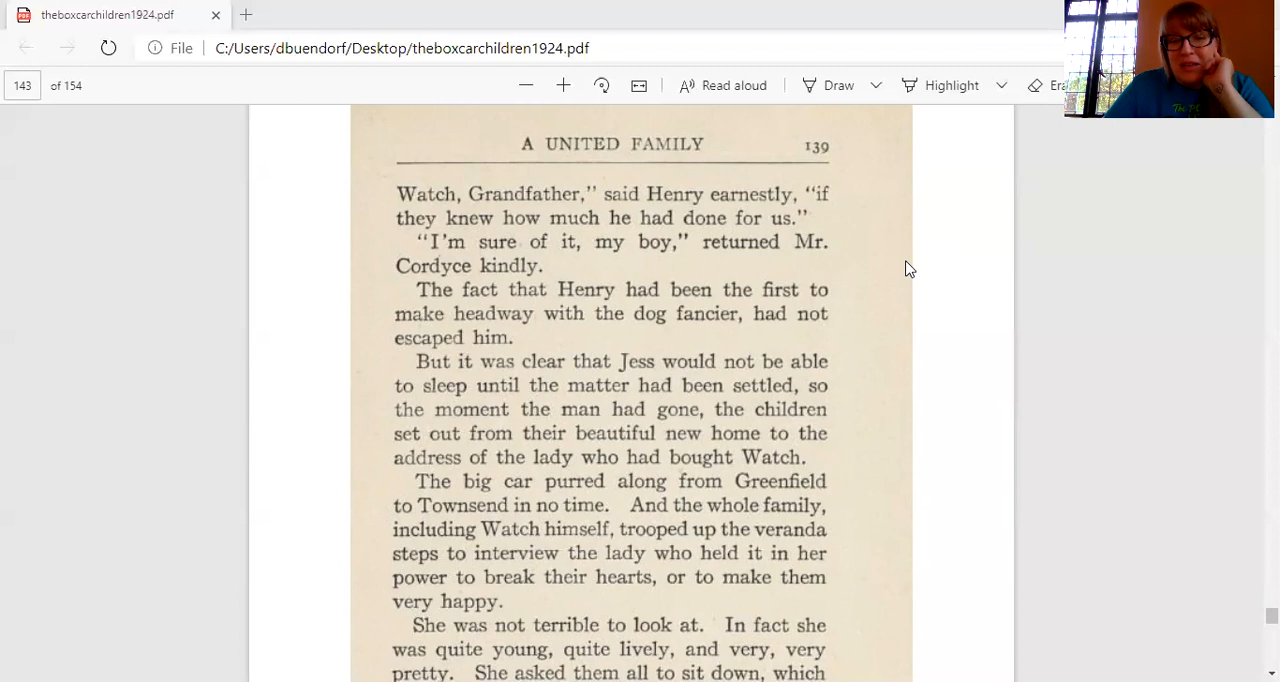 theboxcarchildren1924.pdf
File C:/Users/dbuendorf/Desktop/theboxcarchildren1924.pdf
143 of 154 Read aloud Draw Highlight Era
A UNITED FAMILY 139
Watch, Grandfather,” said Henry earnestly, “if
they knew how much he had done for us.”
“I'm sure of it, my boy,” returned Mr.
Cordyce kindly.
The fact that Henry had been the first to
make headway with the dog fancier, had not
escaped him.
But it was clear that Jess would not be able
to sleep until the matter had been settled, so
the moment the man had gone, the children
set out from their beautiful new home to the
address of the lady who had bought Watch.
The big car purred along from Greenfield
to Townsend in no time. And the whole family,
including Watch himself, trooped up the veranda
steps to interview the lady who held it in her
power to break their hearts, or to make them
very happy.
She was not terrible to look at. In fact she
was quite young, quite lively, and very, very
pretty. She asked them all to sit down, which